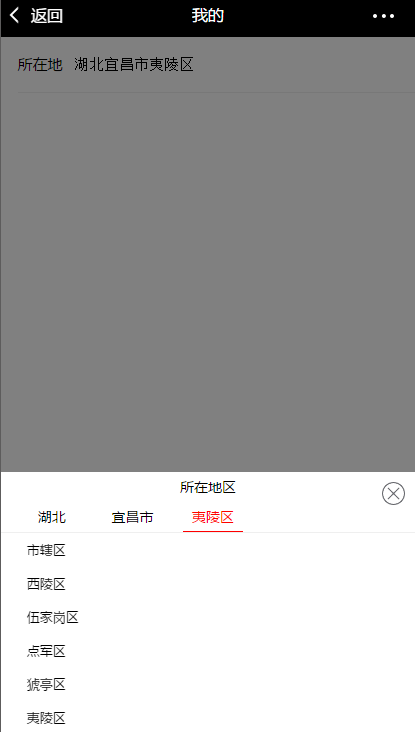 返回 我的
所在地 湖北宜昌市夷陵区
所在地区
湖北 宜昌市 夷陵区
市辖区
西陵区
伍家岗区
点军区
猇亭区
夷陵区